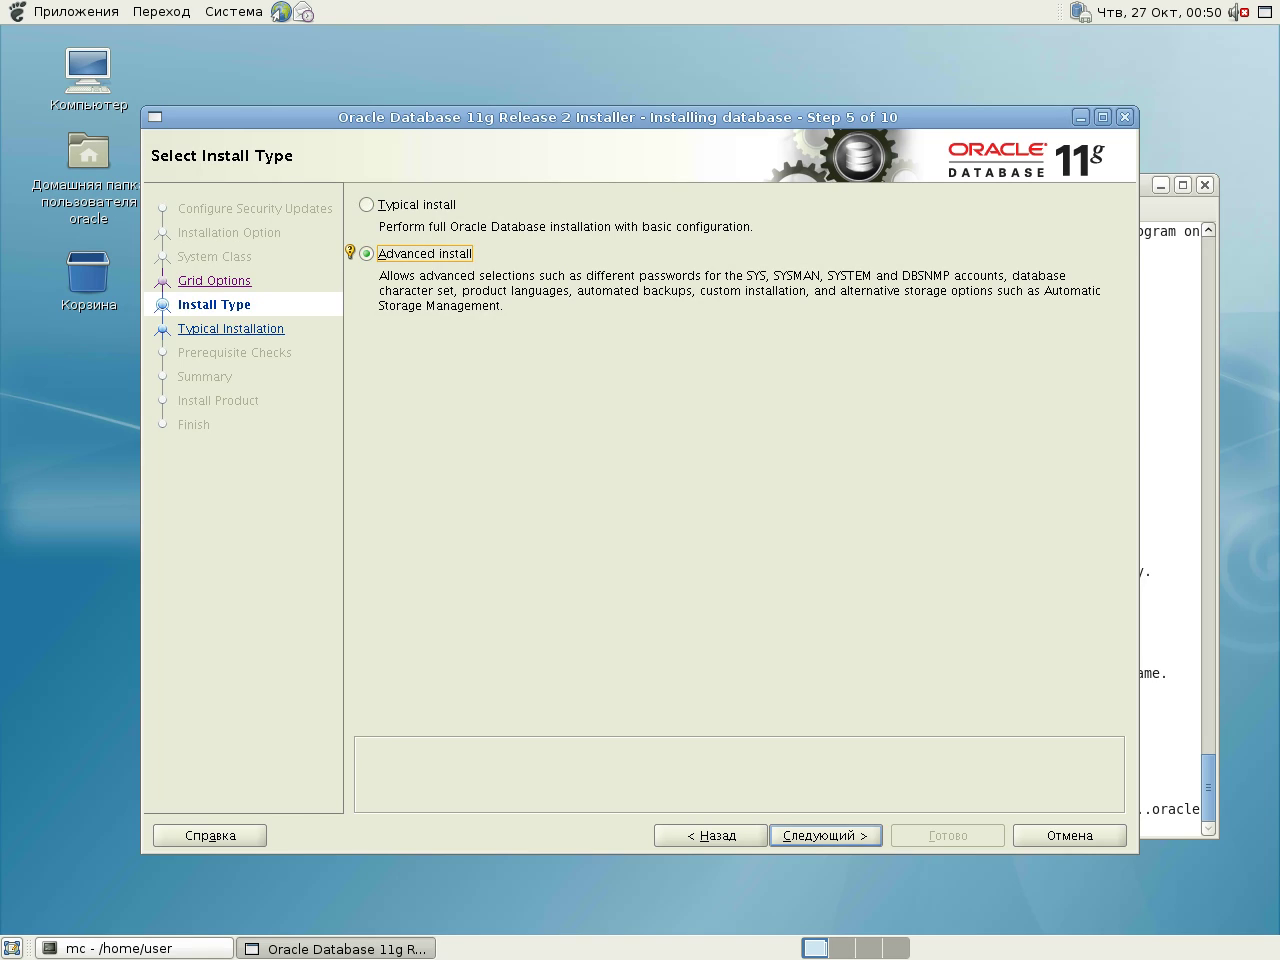 Приложения Переход Система
Чтв, 27 Окт, 00:50
Компьютер
Домашняя папк
пользователя
oracle
Корзина
Oracle Database 11g Release 2 Installer - Installing database - Step 5 of 10
Select Install Type
ORACLE
DATABASE
11g
Configure Security Updates
Installation Option
System Class
Grid Options
Install Type
Typical Installation
Prerequisite Checks
Summary
Install Product
Finish
Typical install
Perform full Oracle Database installation with basic configuration.
Advanced install
Allows advanced selections such as different passwords for the SYS, SYSMAN, SYSTEM and DBSNMP accounts, database
character set, product languages, automated backups, custom installation, and alternative storage options such as Automatic
Storage Management.
ogram on
y.
ame.
..oracle
Справка
< Назад
Следующий >
Готово
Отмена
mc - /home/user
Oracle Database 11g R...